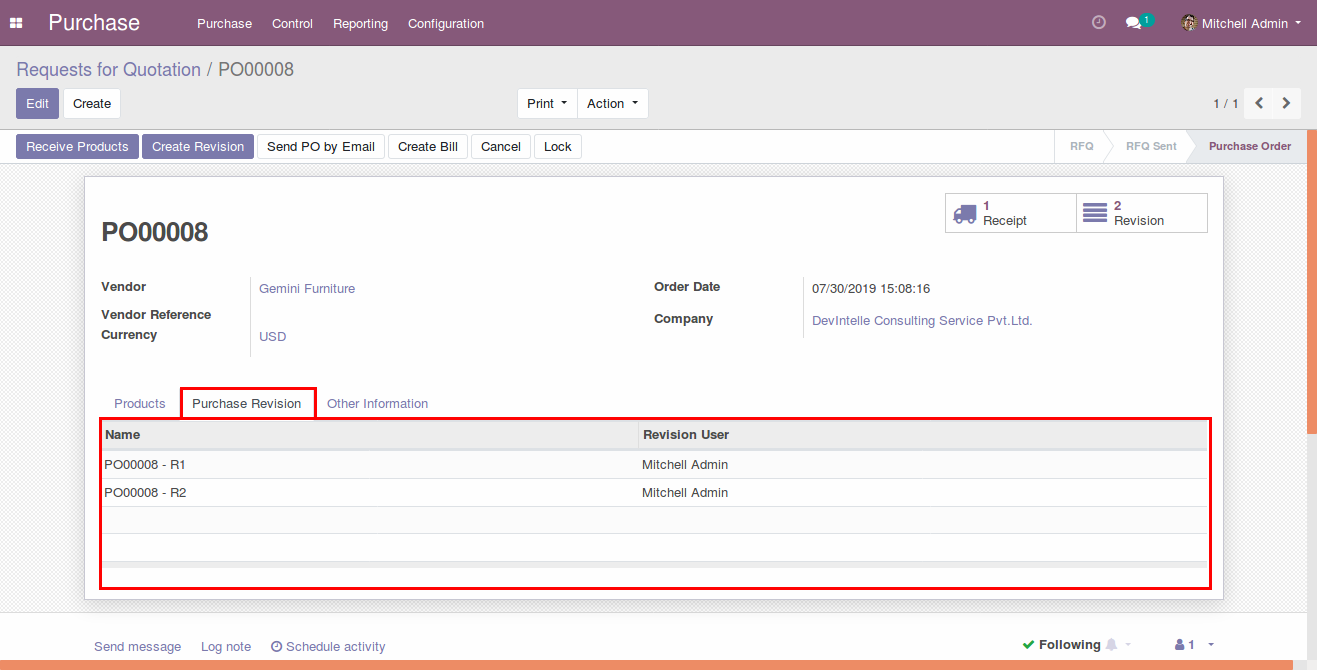 Purchase Purchase Control Reporting Configuration 1 Mitchell Admin
Requests for Quotation / PO00008
Edit Create Print Action 1 / 1
Receive Products Create Revision Send PO by Email Create Bill Cancel Lock RFQ RFQ Sent Purchase Order
1 Receipt 2 Revision
PO00008
Vendor Gemini Furniture Order Date 07/30/2019 15:08:16
Vendor Reference
Currency USD Company DevIntelle Consulting Service Pvt.Ltd.
Products Purchase Revision Other Information
Name Revision User
PO00008 - R1 Mitchell Admin
PO00008 - R2 Mitchell Admin
Send message Log note Schedule activity Following 1